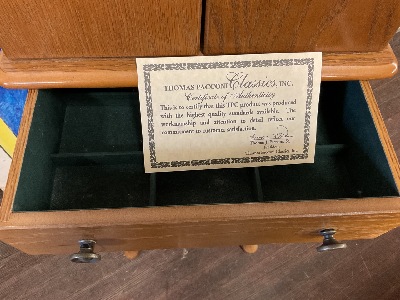 THOMAS PACCONI Classics, INC.
Certificate of Authenticity
This is to certify that this TPC product was produced
with the highest quality standards available. The
workmanship and attention to detail reflect our
commitment to customer satisfaction.
Thomas